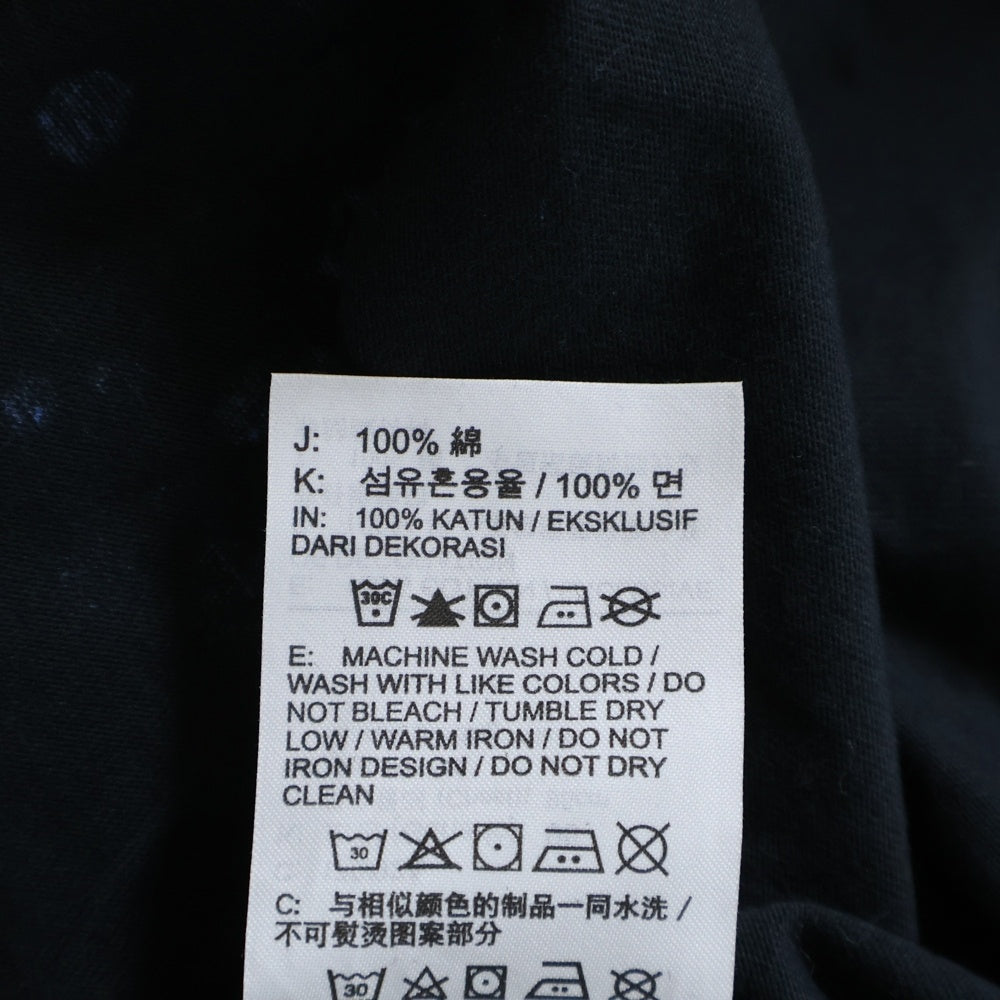 J: 100% 綿
K: 섬유혼용율 / 100% 면
IN: 100% KATUN / EKSKLUSIF
DARI DEKORASI
30C
E: MACHINE WASH COLD /
WASH WITH LIKE COLORS / DO
NOT BLEACH / TUMBLE DRY
LOW / WARM IRON / DO NOT
IRON DESIGN / DO NOT DRY
CLEAN
30
C: 与相似颜色的制品一同水洗 /
不可熨烫图案部分
30